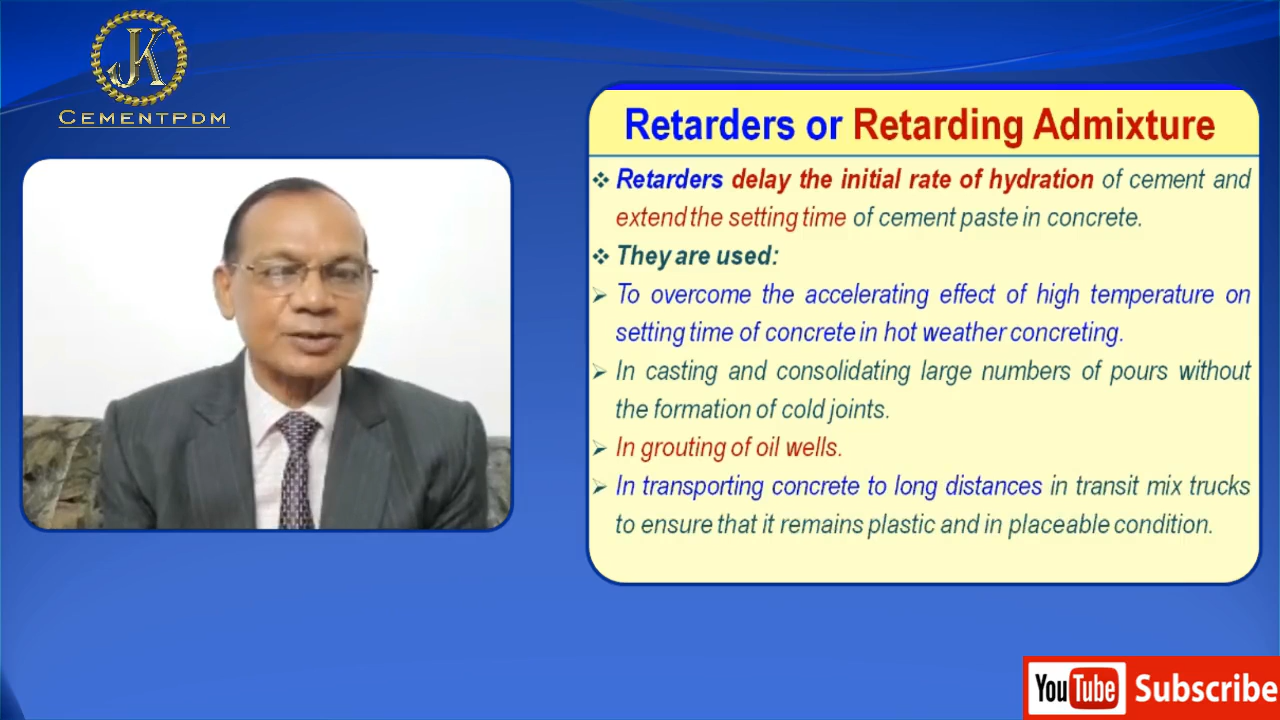 JK
CEMENTPDM
Retarders or Retarding Admixture
❖ Retarders delay the initial rate of hydration of cement and
extend the setting time of cement paste in concrete.
❖ They are used:
➢ To overcome the accelerating effect of high temperature on
setting time of concrete in hot weather concreting.
➢ In casting and consolidating large numbers of pours without
the formation of cold joints.
➢ In grouting of oil wells.
➢ In transporting concrete to long distances in transit mix trucks
to ensure that it remains plastic and in placeable condition.
YouTube Subscribe